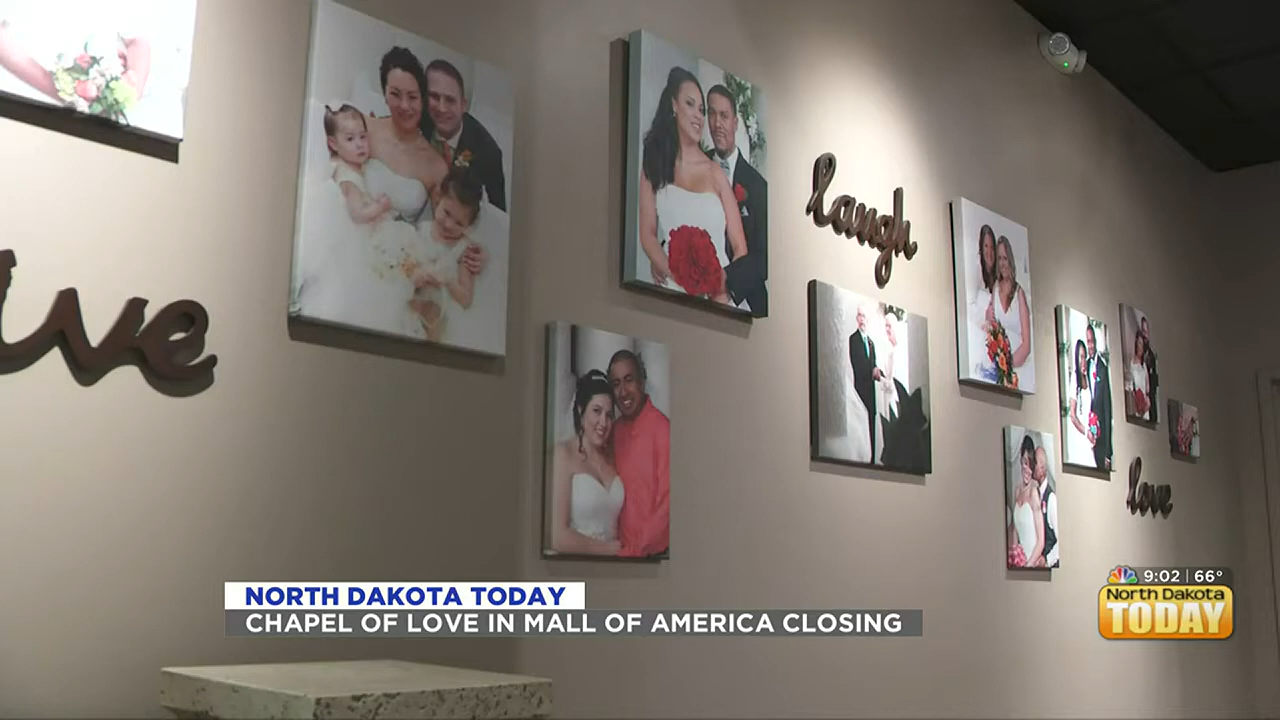 ive
laugh
love
NORTH DAKOTA TODAY
CHAPEL OF LOVE IN MALL OF AMERICA CLOSING
9:02 | 66°
North Dakota
TODAY